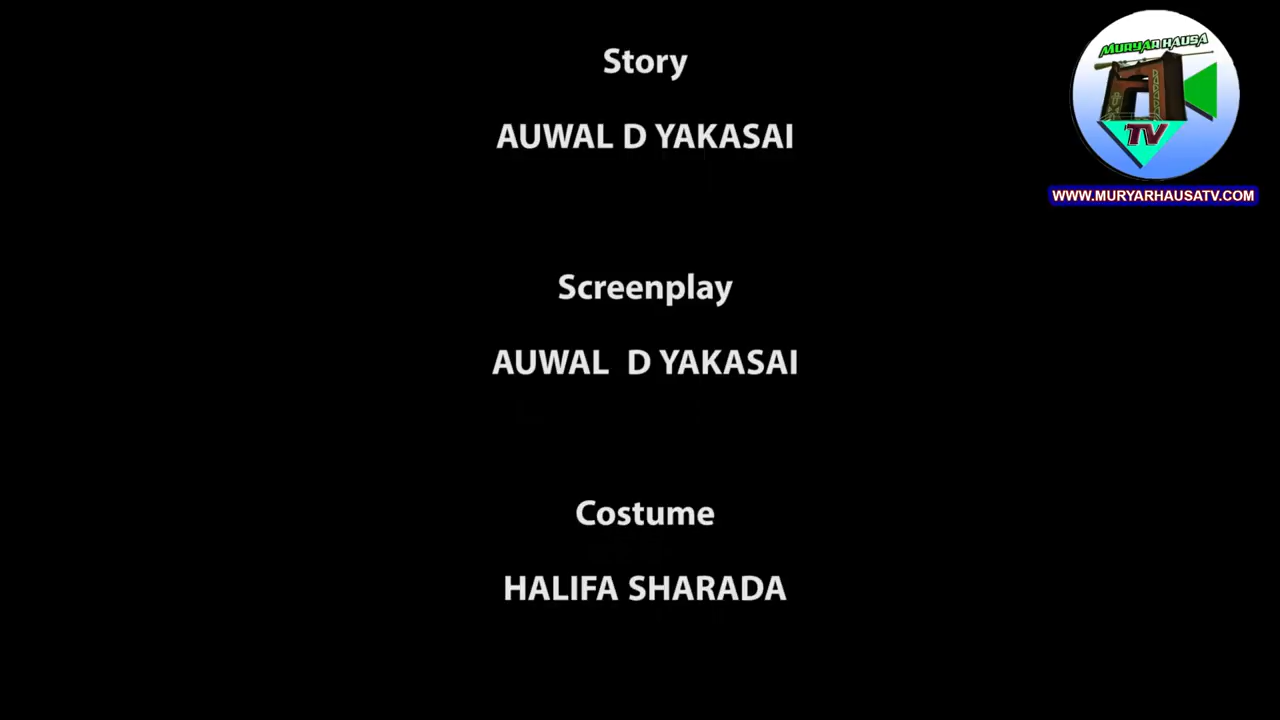 Story
AUWAL D YAKASAI
Screenplay
AUWAL D YAKASAI
Costume
HALIFA SHARADA
MURYAR HAUSA
TV
WWW.MURYARHAUSATV.COM